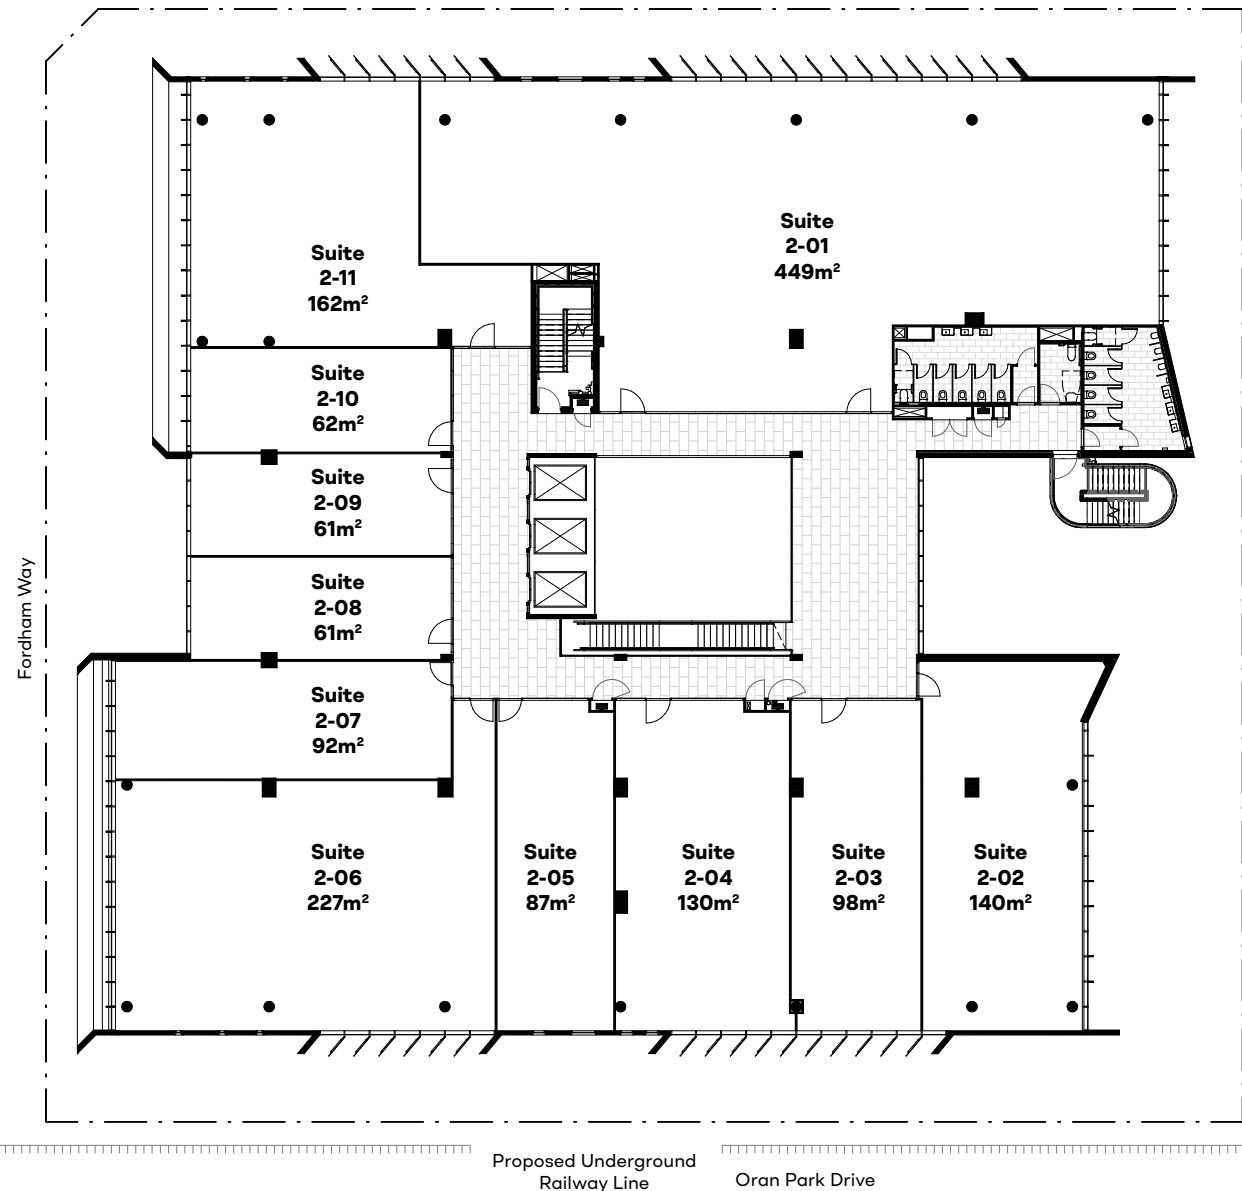 Suite
2-01
449m²
Suite
2-11
162m²
Suite
2-10
62m²
Suite
2-09
61m²
Suite
2-08
61m²
Suite
2-07
92m²
Suite
2-06
227m²
Suite
2-05
87m²
Suite
2-04
130m²
Suite
2-03
98m²
Suite
2-02
140m²
Fordham Way
Proposed Underground
Railway Line
Oran Park Drive